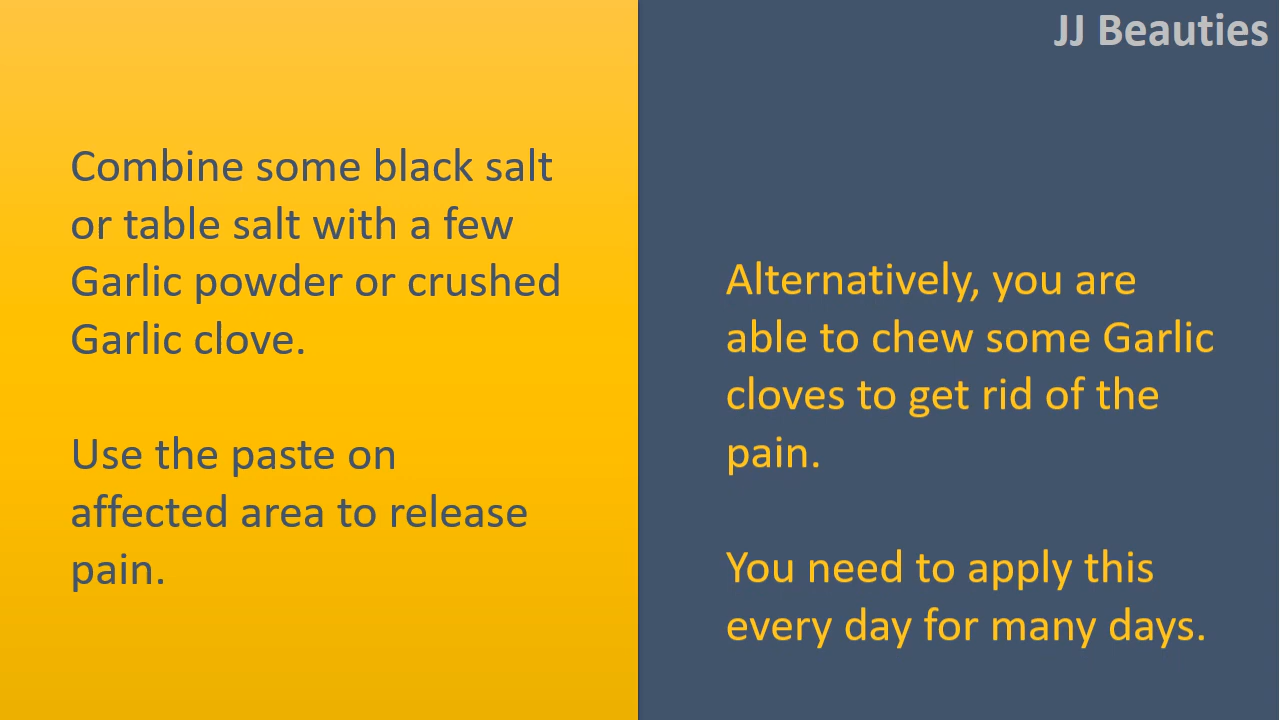 JJ Beauties
Combine some black salt
or table salt with a few
Garlic powder or crushed
Garlic clove.
Use the paste on
affected area to release
pain.
Alternatively, you are
able to chew some Garlic
cloves to get rid of the
pain.
You need to apply this
every day for many days.